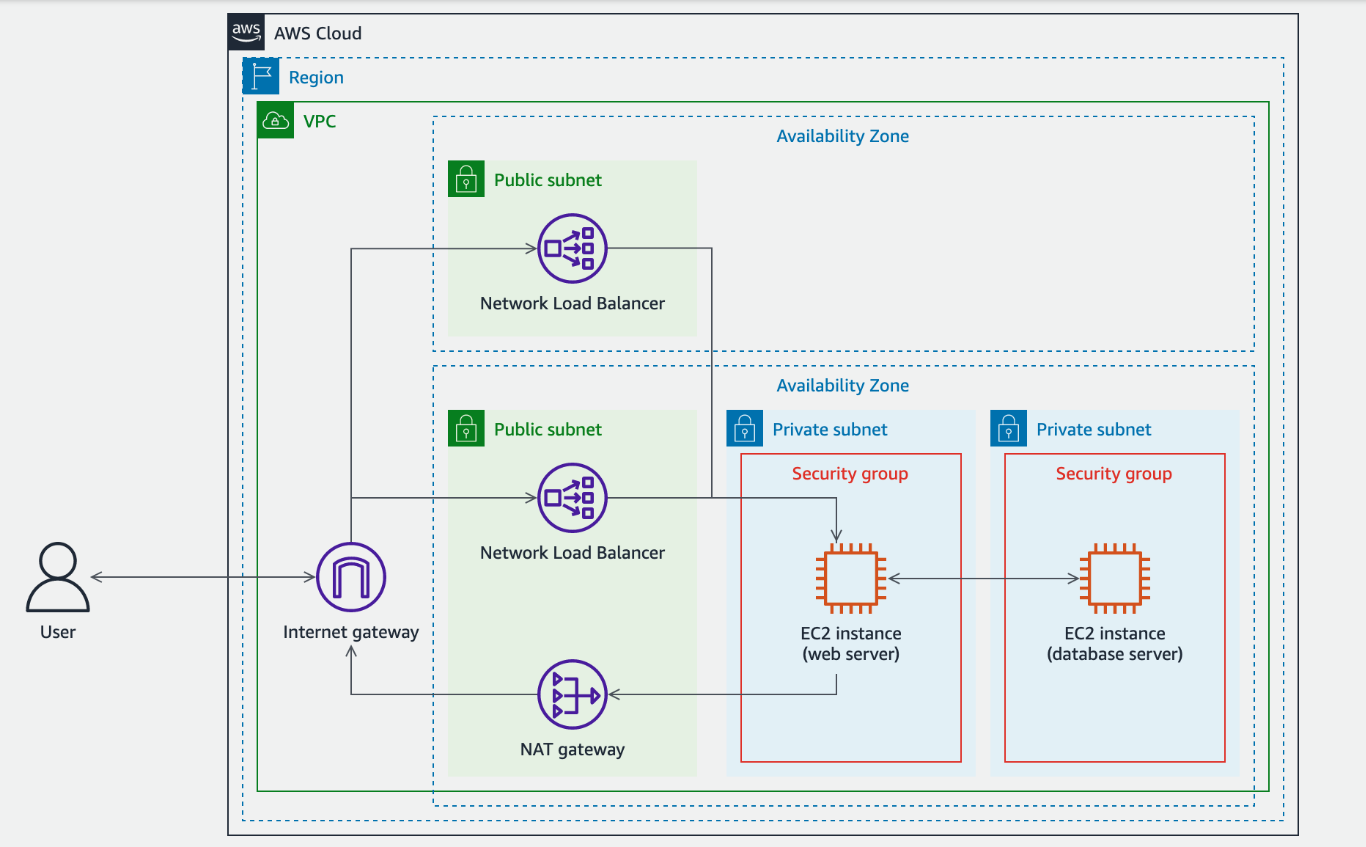 aws
AWS Cloud
Region
VPC
Availability Zone
Public subnet
Network Load Balancer
Availability Zone
Public subnet
Private subnet
Private subnet
Security group
Security group
Network Load Balancer
User
Internet gateway
EC2 instance
(web server)
EC2 instance
(database server)
NAT gateway